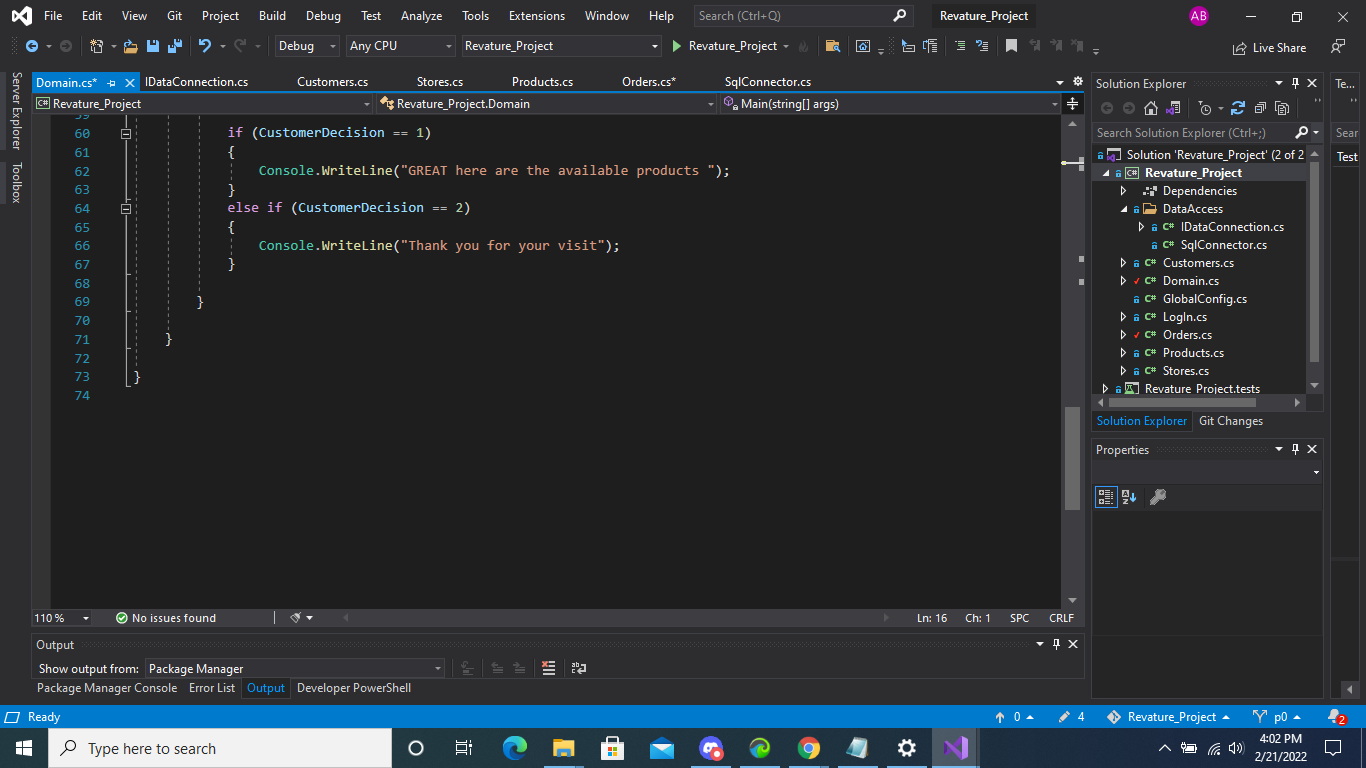 File Edit View Git Project Build Debug Test Analyze Tools Extensions Window Help Search (Ctrl+Q) Revature_Project AB
Debug Any CPU Revature_Project Revature_Project Live Share
Server Explorer
Toolbox
Domain.cs* IDataConnection.cs Customers.cs Stores.cs Products.cs Orders.cs* SqlConnector.cs
Revature_Project Revature_Project.Domain Main(string[] args)
59
60 if (CustomerDecision == 1)
61 {
62 Console.WriteLine("GREAT here are the available products ");
63 }
64 else if (CustomerDecision == 2)
65 {
66 Console.WriteLine("Thank you for your visit");
67 }
68
69 }
70
71 }
72
73 }
74
110 % No issues found Ln: 16 Ch: 1 SPC CRLF
Solution Explorer
Search Solution Explorer (Ctrl+;)
Solution 'Revature_Project' (2 of 2
Revature_Project
Dependencies
DataAccess
IDataConnection.cs
SqlConnector.cs
Customers.cs
Domain.cs
GlobalConfig.cs
LogIn.cs
Orders.cs
Products.cs
Stores.cs
Revature_Project.tests
Solution Explorer Git Changes
Properties
Te...
Sear
Test
Output
Show output from: Package Manager
Package Manager Console Error List Output Developer PowerShell
Ready 0 4 Revature_Project p0 2
Type here to search
4:02 PM
2/21/2022